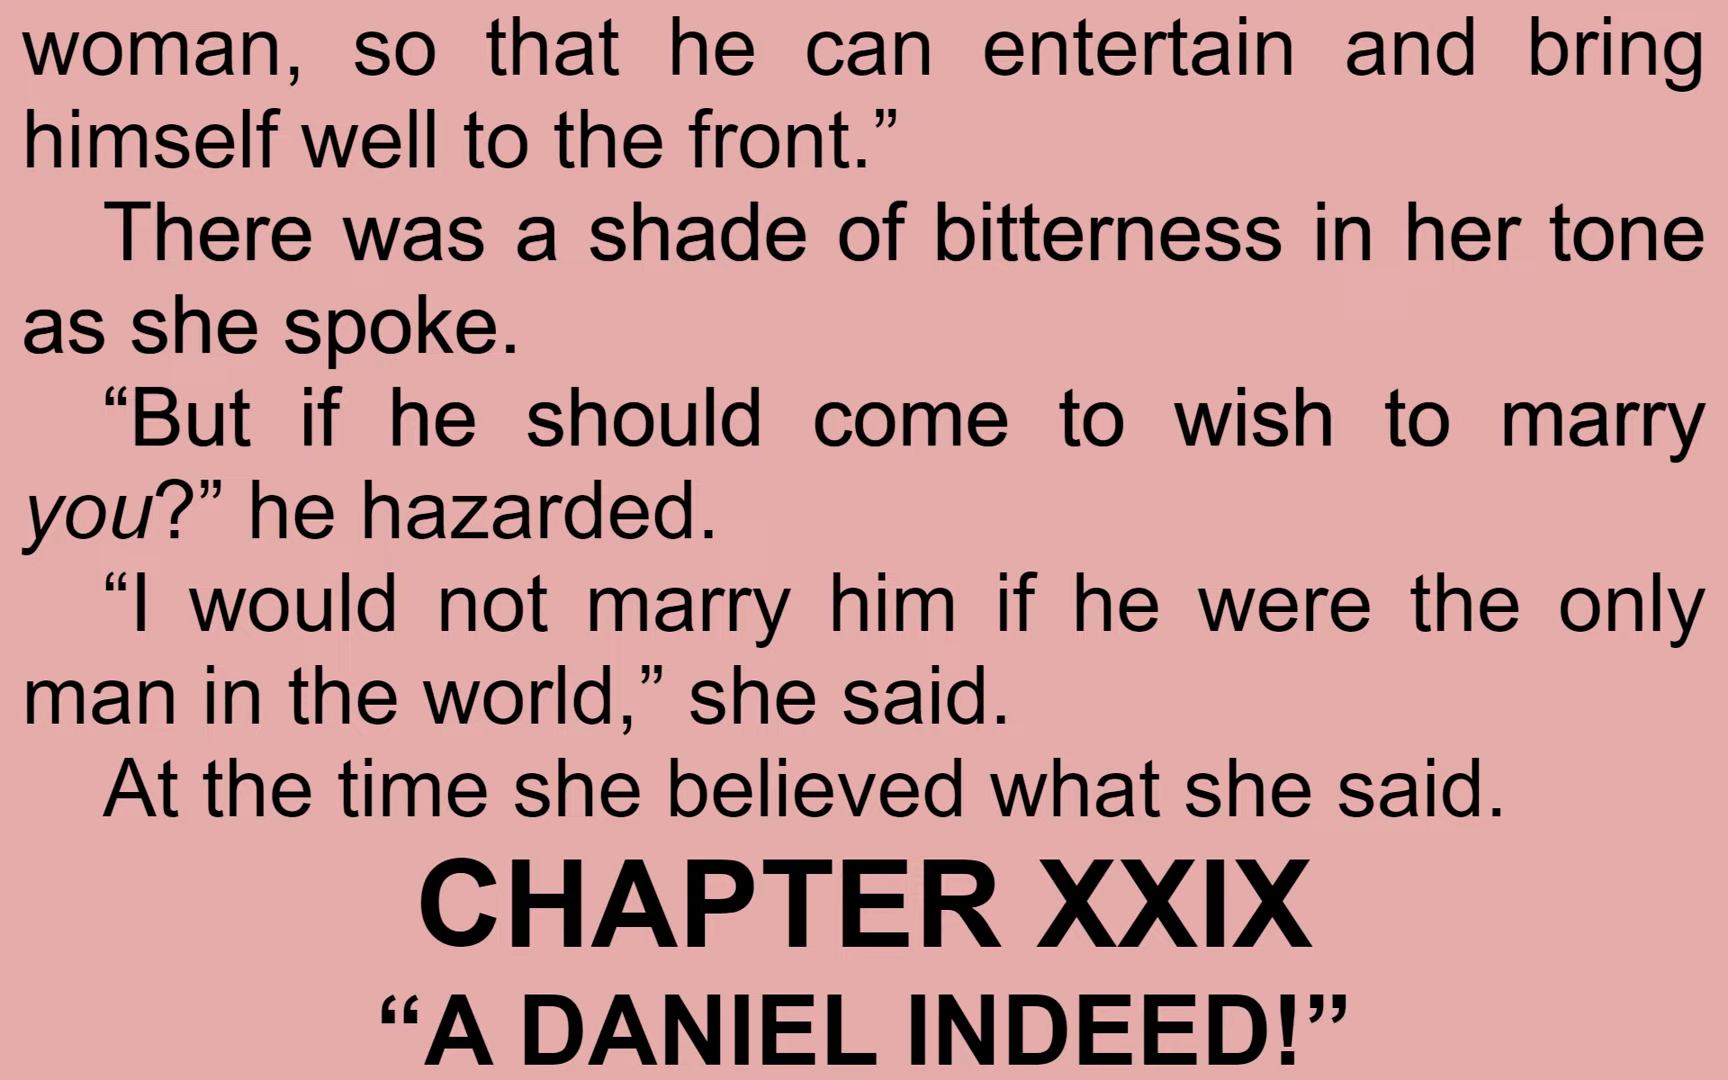 woman, so that he can entertain and bring
himself well to the front.”
There was a shade of bitterness in her tone
as she spoke.
“But if he should come to wish to marry
you?” he hazarded.
“I would not marry him if he were the only
man in the world,” she said.
At the time she believed what she said.
CHAPTER XXIX
“A DANIEL INDEED!”